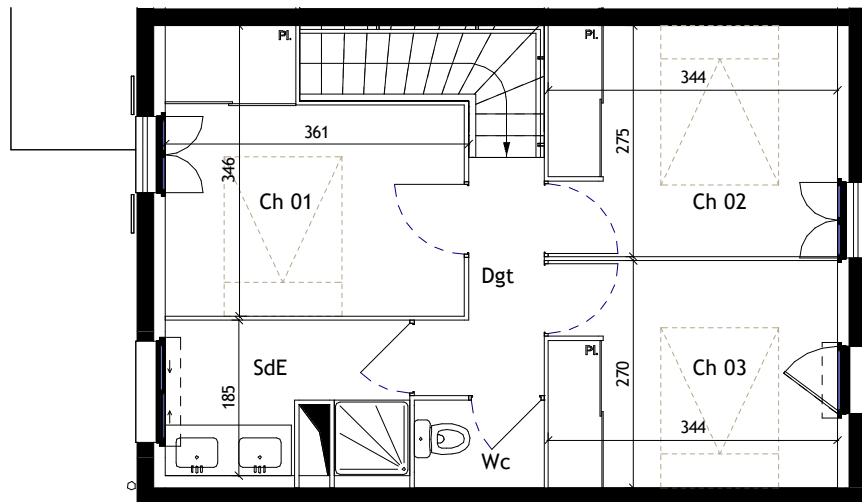 Pl.
Pl.
344
361
275
346
Ch 01
Ch 02
Dgt
SdE
Pl.
Ch 03
270
185
344
Wc